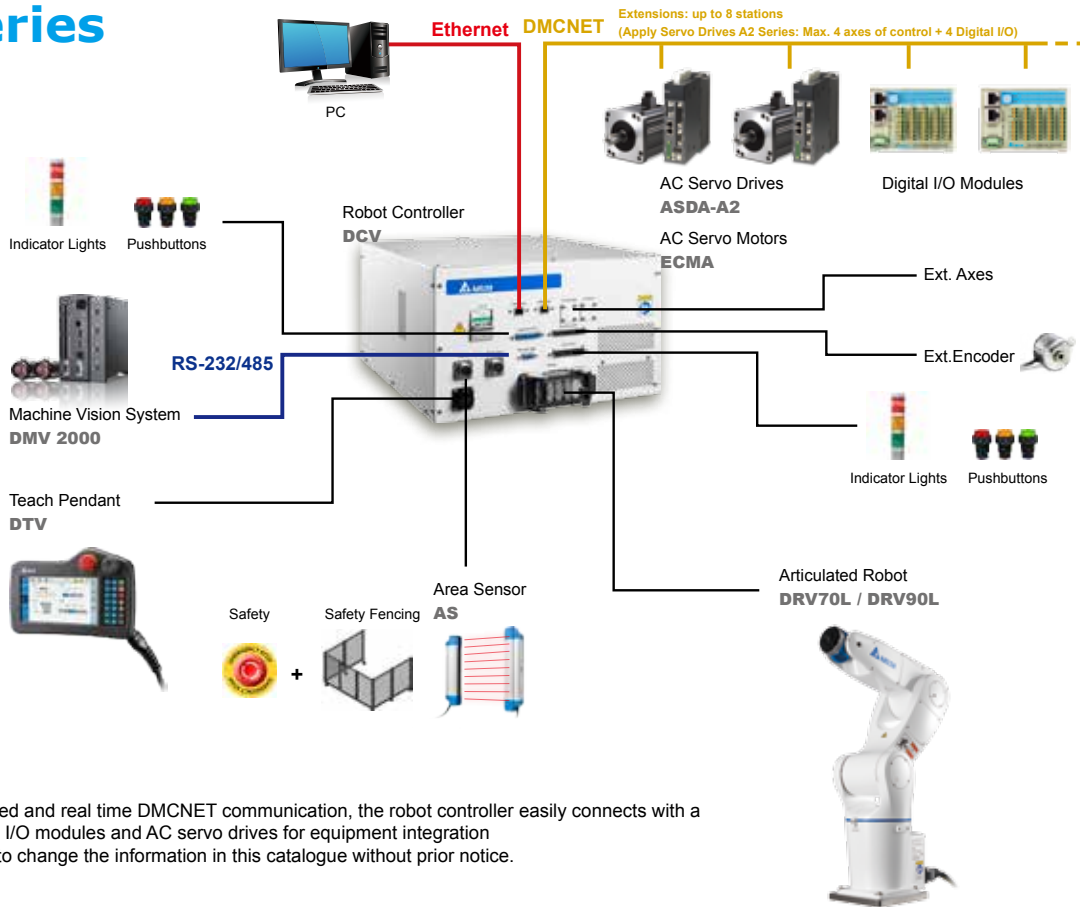 eries
Ethernet
DMCNET
Extensions: up to 8 stations
(Apply Servo Drives A2 Series: Max. 4 axes of control + 4 Digital I/O)
PC
AC Servo Drives
ASDA-A2
Digital I/O Modules
AC Servo Motors
ECMA
Indicator Lights
Pushbuttons
Robot Controller
DCV
Ext. Axes
RS-232/485
Ext.Encoder
Machine Vision System
DMV 2000
Indicator Lights
Pushbuttons
Teach Pendant
DTV
Area Sensor
AS
Articulated Robot
DRV70L / DRV90L
Safety
Safety Fencing
+
ed and real time DMCNET communication, the robot controller easily connects with a
I/O modules and AC servo drives for equipment integration
to change the information in this catalogue without prior notice.